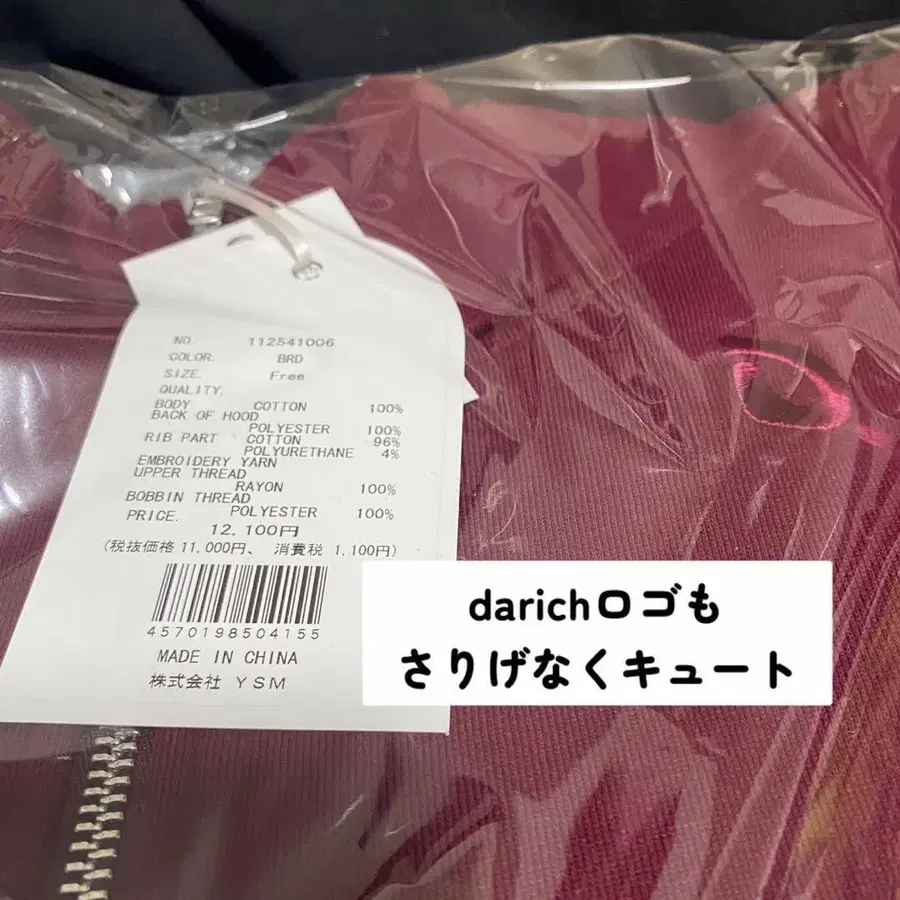 NO. 112541006
COLOR. BRD
SIZE. Free
QUALITY.
BODY COTTON 100%
BACK OF HOOD
POLYESTER 100%
RIB PART COTTON 96%
POLYURETHANE 4%
EMBROIDERY YARN
UPPER THREAD
RAYON 100%
BOBBIN THREAD
POLYESTER 100%
PRICE.
12,100円
(税抜価格 11,000円、 消費税 1,100円)
4570198504155
MADE IN CHINA
株式会社 YSM
darichロゴも
さりげなくキュート